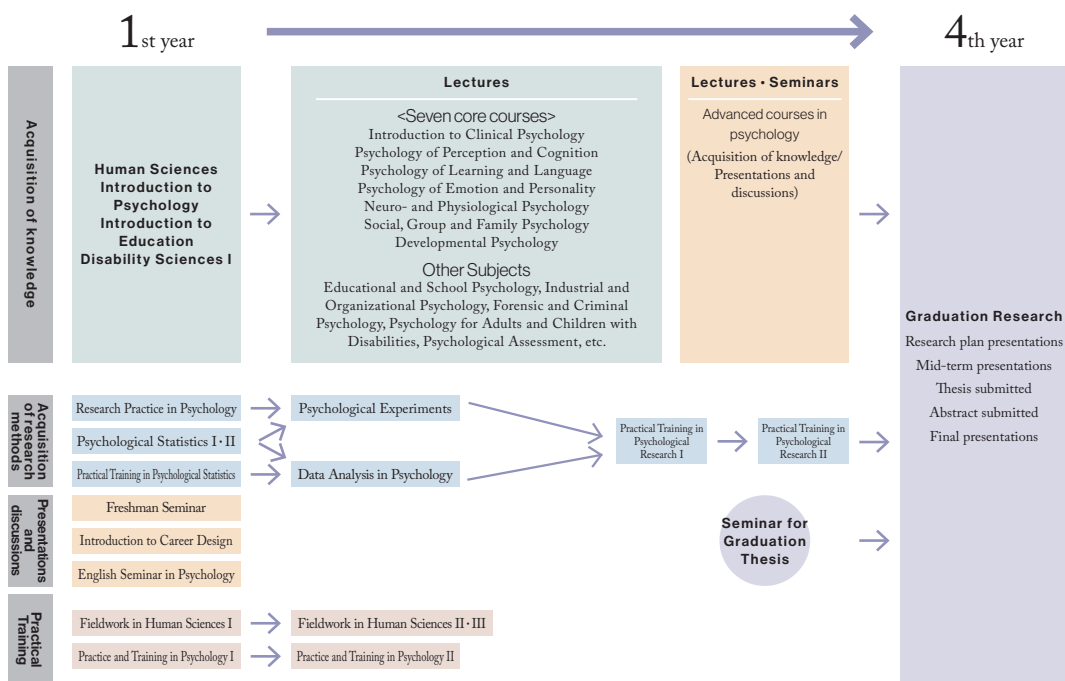 1st year
4th year
Acquisition of knowledge
Human Sciences
Introduction to
Psychology
Introduction to
Education
Disability Sciences I
Lectures
<Seven core courses>
Introduction to Clinical Psychology
Psychology of Perception and Cognition
Psychology of Learning and Language
Psychology of Emotion and Personality
Neuro- and Physiological Psychology
Social, Group and Family Psychology
Developmental Psychology
Other Subjects
Educational and School Psychology, Industrial and
Organizational Psychology, Forensic and Criminal
Psychology, Psychology for Adults and Children with
Disabilities, Psychological Assessment, etc.
Lectures・Seminars
Advanced courses in
psychology
(Acquisition of knowledge/
Presentations and
discussions)
Graduation Research
Research plan presentations
Mid-term presentations
Thesis submitted
Abstract submitted
Final presentations
Acquisition
of research
methods
Research Practice in Psychology
Psychological Statistics I・II
Practical Training in Psychological Statistics
Psychological Experiments
Data Analysis in Psychology
Practical Training in
Psychological
Research I
Practical Training in
Psychological
Research II
Presentations
and
discussions
Freshman Seminar
Introduction to Career Design
English Seminar in Psychology
Seminar for
Graduation
Thesis
Practical
Training
Fieldwork in Human Sciences I
Fieldwork in Human Sciences II・III
Practice and Training in Psychology I
Practice and Training in Psychology II